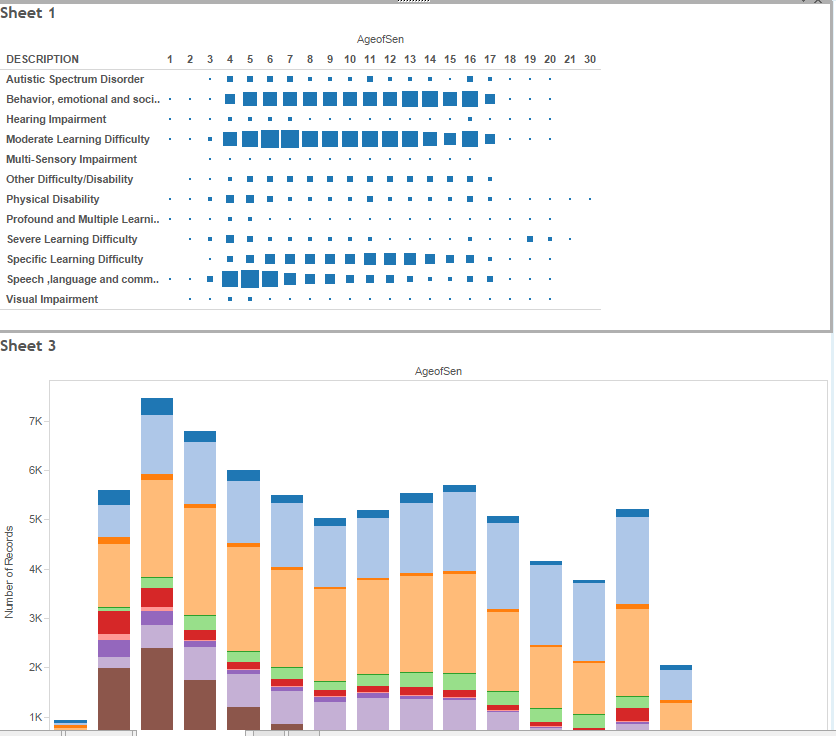 Sheet 1
AgeofSen
DESCRIPTION 1 2 3 4 5 6 7 8 9 10 11 12 13 14 15 16 17 18 19 20 21 30
Autistic Spectrum Disorder
Behavior, emotional and soci..
Hearing Impairment
Moderate Learning Difficulty
Multi-Sensory Impairment
Other Difficulty/Disability
Physical Disability
Profound and Multiple Learni..
Severe Learning Difficulty
Specific Learning Difficulty
Speech ,language and comm..
Visual Impairment
Sheet 3
AgeofSen
Number of Records
7K
6K
5K
4K
3K
2K
1K